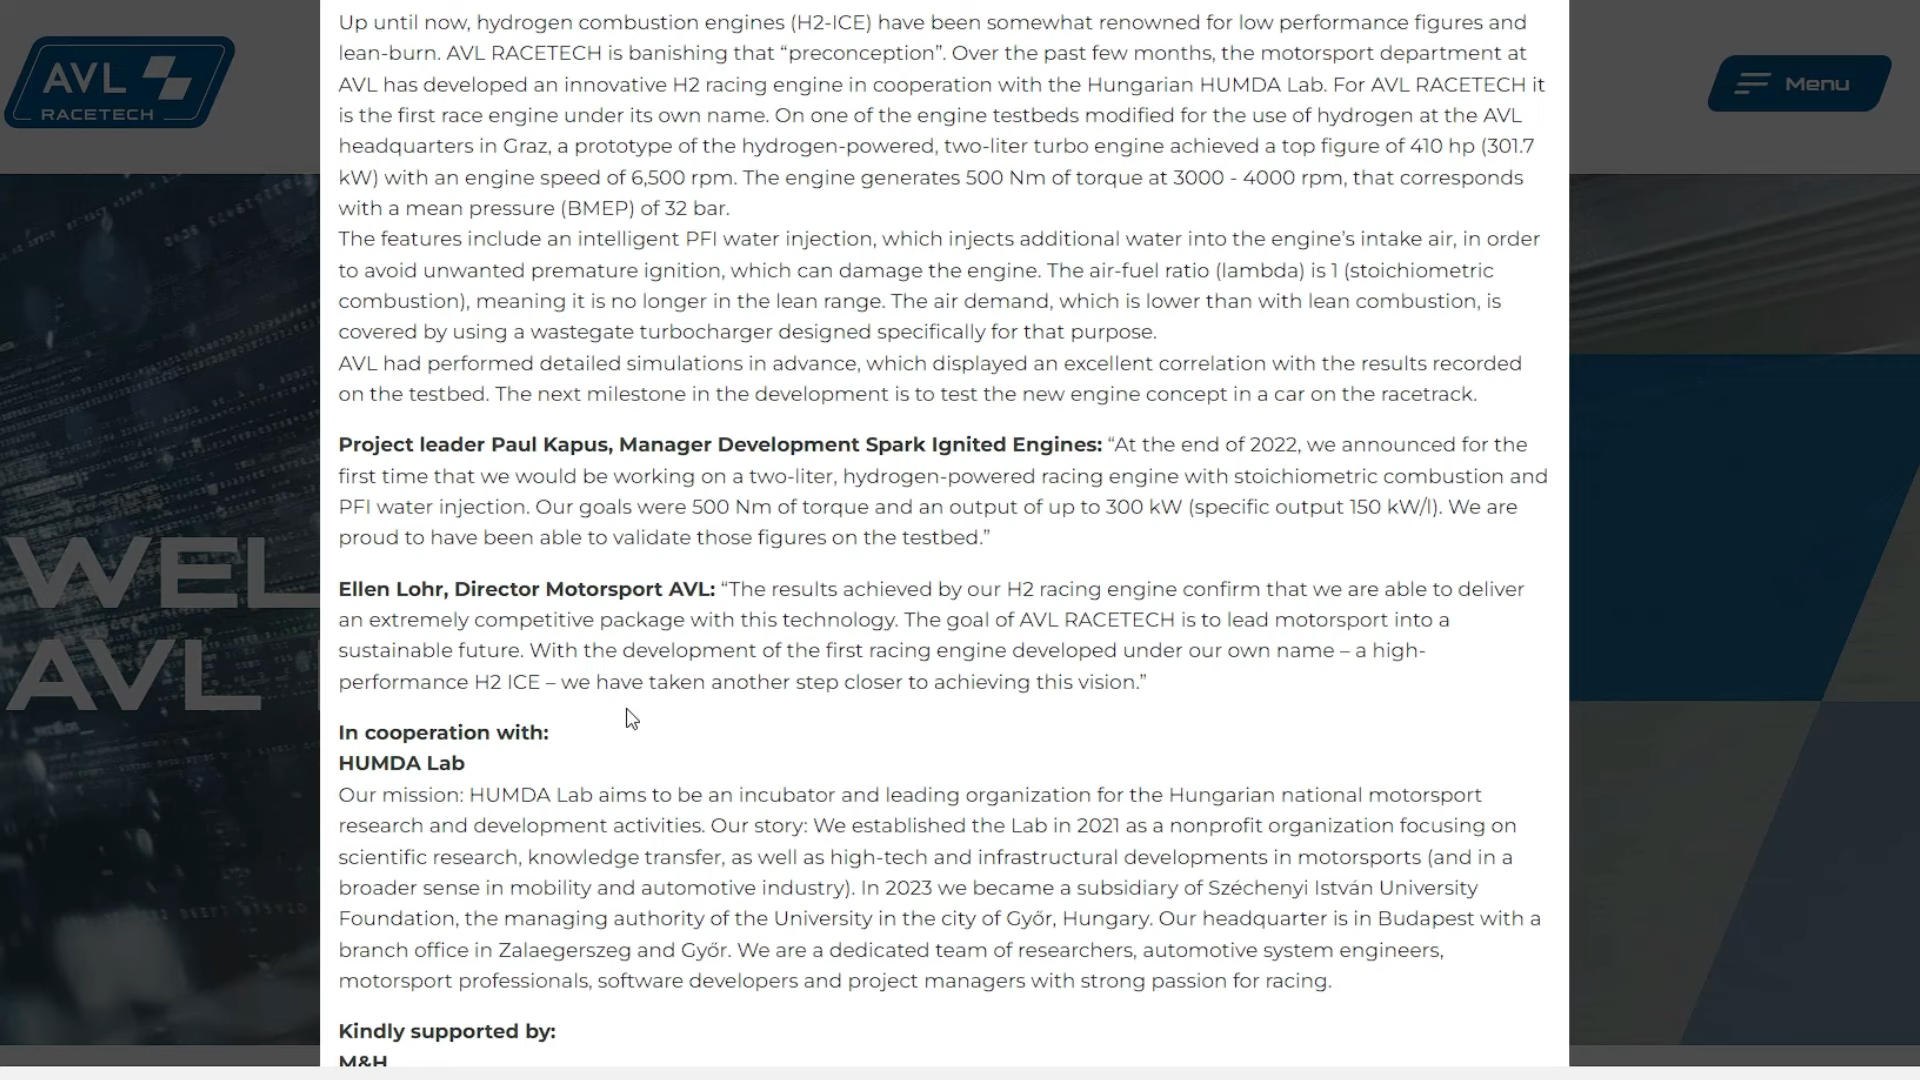 Up until now, hydrogen combustion engines (H2-ICE) have been somewhat renowned for low performance figures and
lean-burn. AVL RACETECH is banishing that “preconception”. Over the past few months, the motorsport department at
AVL has developed an innovative H2 racing engine in cooperation with the Hungarian HUMDA Lab. For AVL RACETECH it
is the first race engine under its own name. On one of the engine testbeds modified for the use of hydrogen at the AVL
headquarters in Graz, a prototype of the hydrogen-powered, two-liter turbo engine achieved a top figure of 410 hp (301.7
kW) with an engine speed of 6,500 rpm. The engine generates 500 Nm of torque at 3000 - 4000 rpm, that corresponds
with a mean pressure (BMEP) of 32 bar.
The features include an intelligent PFI water injection, which injects additional water into the engine’s intake air, in order
to avoid unwanted premature ignition, which can damage the engine. The air-fuel ratio (lambda) is 1 (stoichiometric
combustion), meaning it is no longer in the lean range. The air demand, which is lower than with lean combustion, is
covered by using a wastegate turbocharger designed specifically for that purpose.
AVL had performed detailed simulations in advance, which displayed an excellent correlation with the results recorded
on the testbed. The next milestone in the development is to test the new engine concept in a car on the racetrack.
Project leader Paul Kapus, Manager Development Spark Ignited Engines: “At the end of 2022, we announced for the
first time that we would be working on a two-liter, hydrogen-powered racing engine with stoichiometric combustion and
PFI water injection. Our goals were 500 Nm of torque and an output of up to 300 kW (specific output 150 kW/l). We are
proud to have been able to validate those figures on the testbed.”
Ellen Lohr, Director Motorsport AVL: “The results achieved by our H2 racing engine confirm that we are able to deliver
an extremely competitive package with this technology. The goal of AVL RACETECH is to lead motorsport into a
sustainable future. With the development of the first racing engine developed under our own name – a high-
performance H2 ICE – we have taken another step closer to achieving this vision.”
In cooperation with:
HUMDA Lab
Our mission: HUMDA Lab aims to be an incubator and leading organization for the Hungarian national motorsport
research and development activities. Our story: We established the Lab in 2021 as a nonprofit organization focusing on
scientific research, knowledge transfer, as well as high-tech and infrastructural developments in motorsports (and in a
broader sense in mobility and automotive industry). In 2023 we became a subsidiary of Széchenyi István University
Foundation, the managing authority of the University in the city of Győr, Hungary. Our headquarter is in Budapest with a
branch office in Zalaegerszeg and Győr. We are a dedicated team of researchers, automotive system engineers,
motorsport professionals, software developers and project managers with strong passion for racing.
Kindly supported by:
M&H
AVL
RACETECH
Menu
WEL
AVL